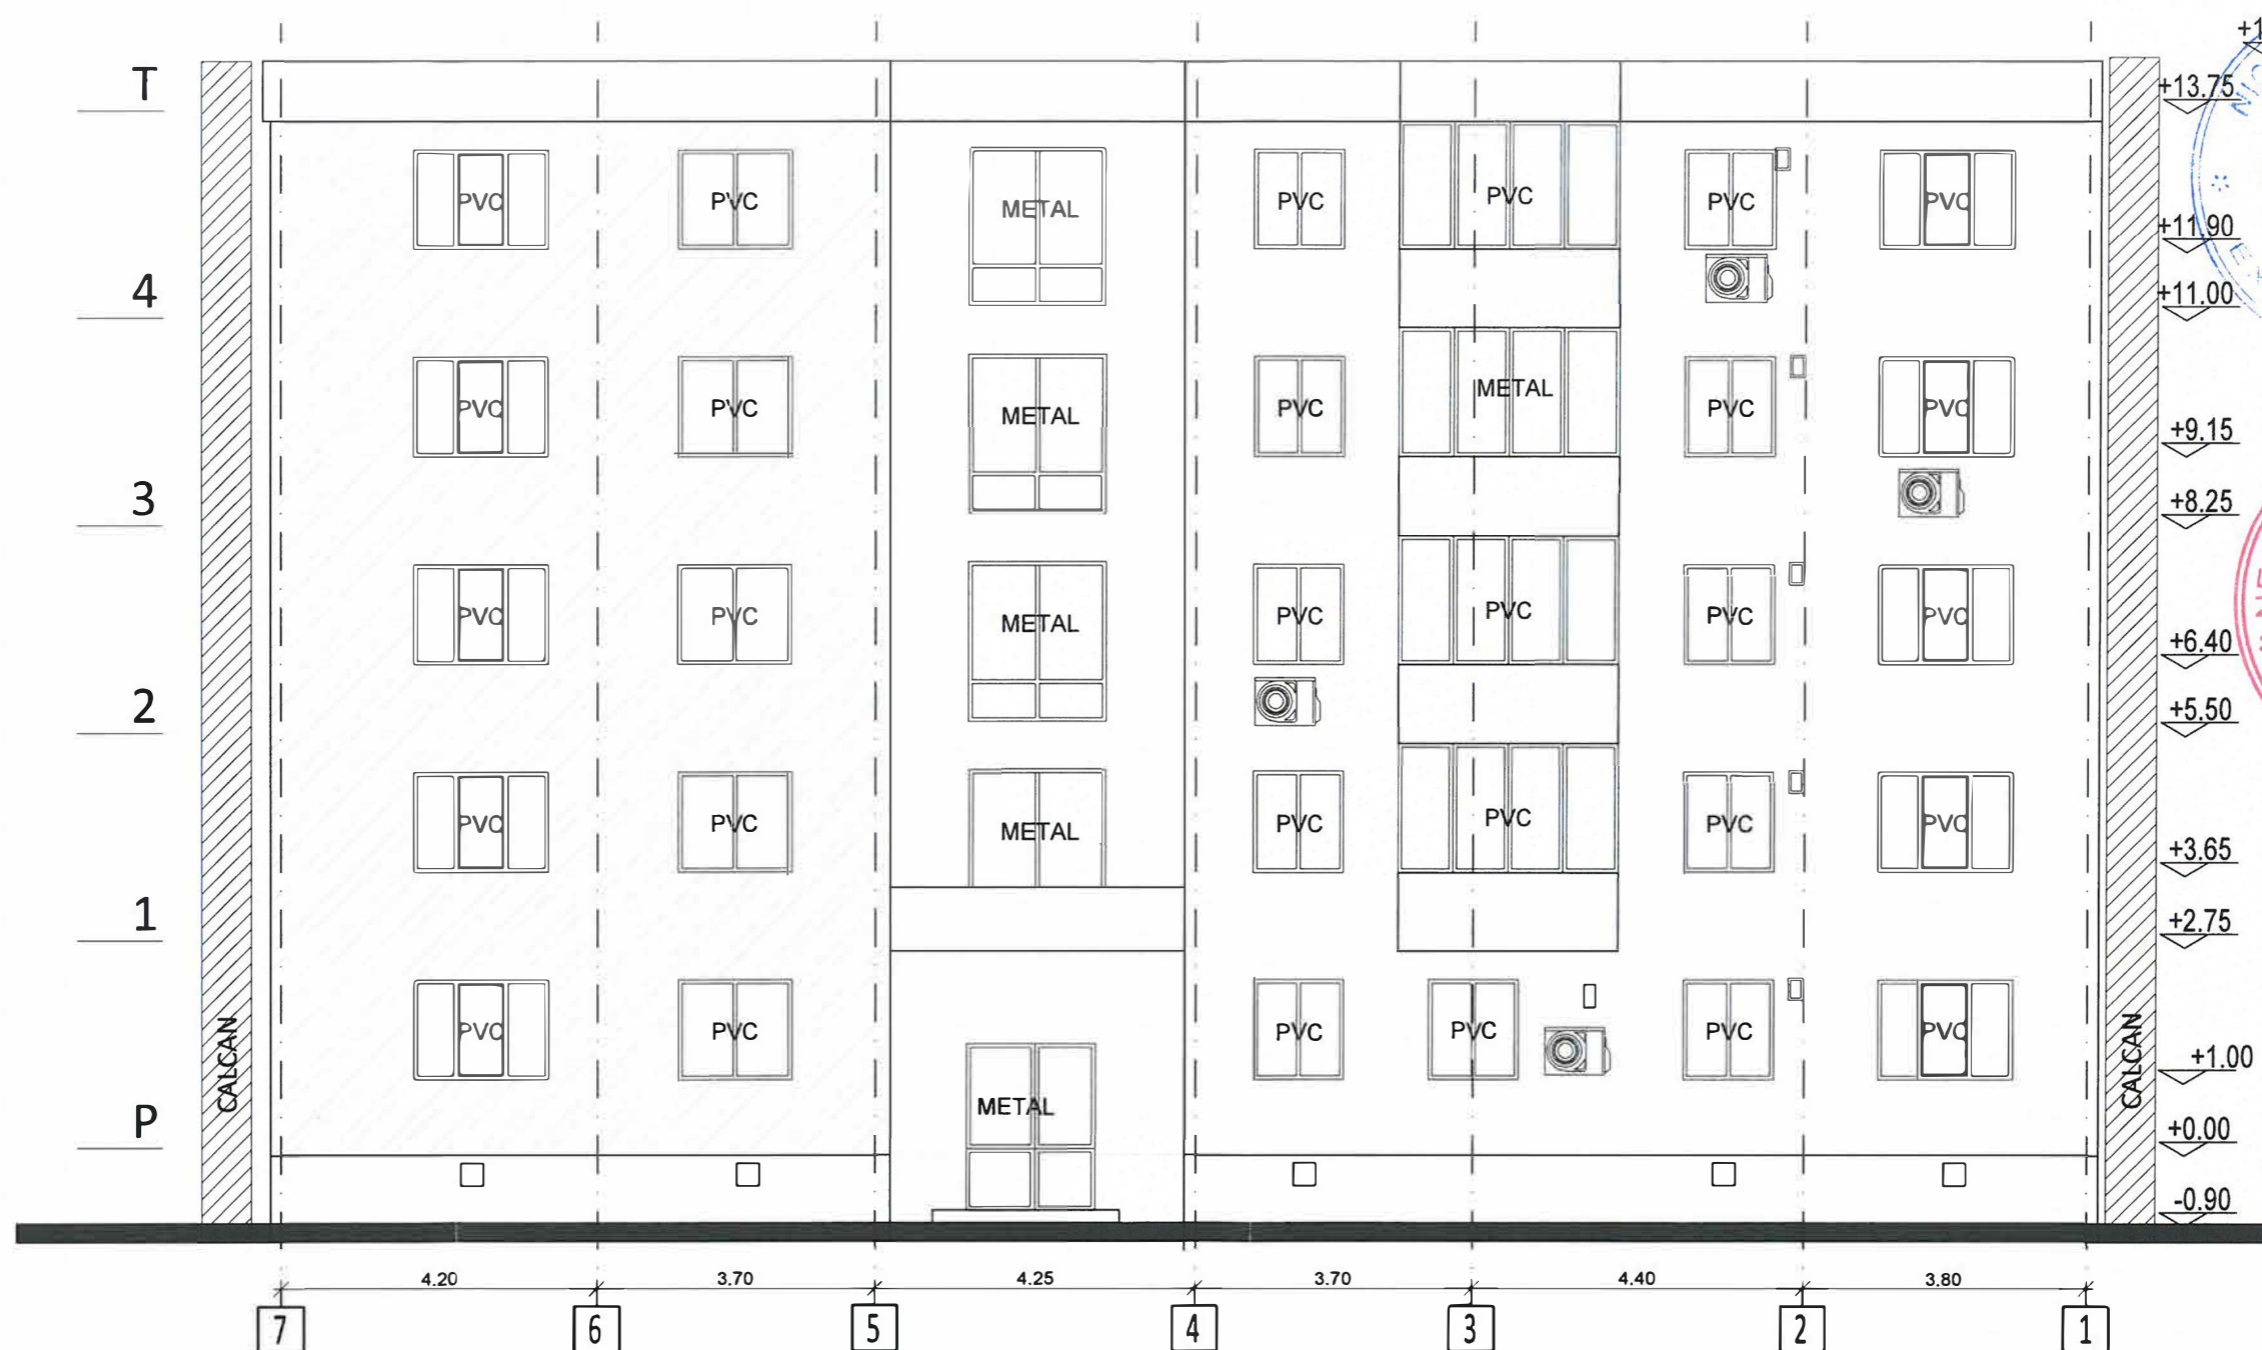 T
+13.75
PVC PVC METAL PVC PVC PVC PVC
+11.90
4
+11.00
PVC PVC METAL PVC METAL PVC PVC
+9.15
3
+8.25
PVC PVC METAL PVC PVC PVC PVC
+6.40
2
+5.50
PVC PVC METAL PVC PVC PVC PVC
+3.65
1
+2.75
PVC PVC PVC PVC PVC PVC
CALCAN
CALCAN
+1.00
METAL
P
+0.00
-0.90
4.20 3.70 4.25 3.70 4.40 3.80
7 6 5 4 3 2 1